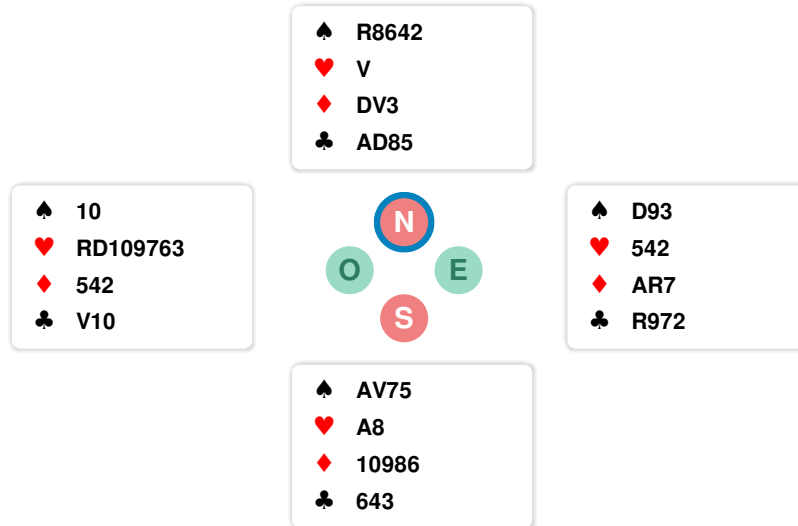 ♠ R8642
♥ V
♦ DV3
♣ AD85
♠ 10
♥ RD109763
♦ 542
♣ V10
N
O E
S
♠ D93
♥ 542
♦ AR7
♣ R972
♠ AV75
♥ A8
♦ 10986
♣ 643